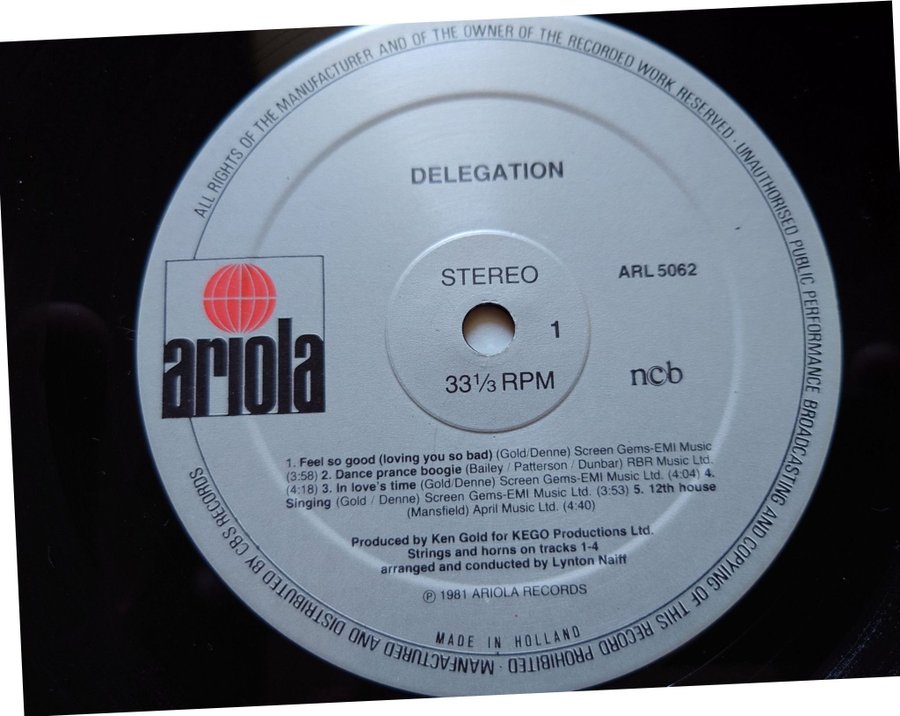 ALL RIGHTS OF THE MANUFACTURER AND OF THE OWNER OF THE RECORDED WORK RESERVED · UNAUTHORISED PUBLIC PERFORMANCE BROADCASTING AND COPYING OF THIS RECORD PROHIBITED · MANFACTURED AND DISTRIBUTED BY CBS RECORDS
DELEGATION
STEREO
ARL 5062
1
ariola
33 1/3 RPM
ncb
1. Feel so good (loving you so bad) (Gold/Denne) Screen Gems-EMI Music
(3:58) 2. Dance prance boogie (Bailey / Patterson / Dunbar) RBR Music Ltd.
(4:18) 3. In love's time (Gold/Denne) Screen Gems-EMI Music Ltd. (4:04) 4.
Singing (Gold / Denne) Screen Gems-EMI Music Ltd. (3:53) 5. 12th house
(Mansfield) April Music Ltd. (4:40)
Produced by Ken Gold for KEGO Productions Ltd.
Strings and horns on tracks 1-4
arranged and conducted by Lynton Naiff
℗ 1981 ARIOLA RECORDS
MADE IN HOLLAND